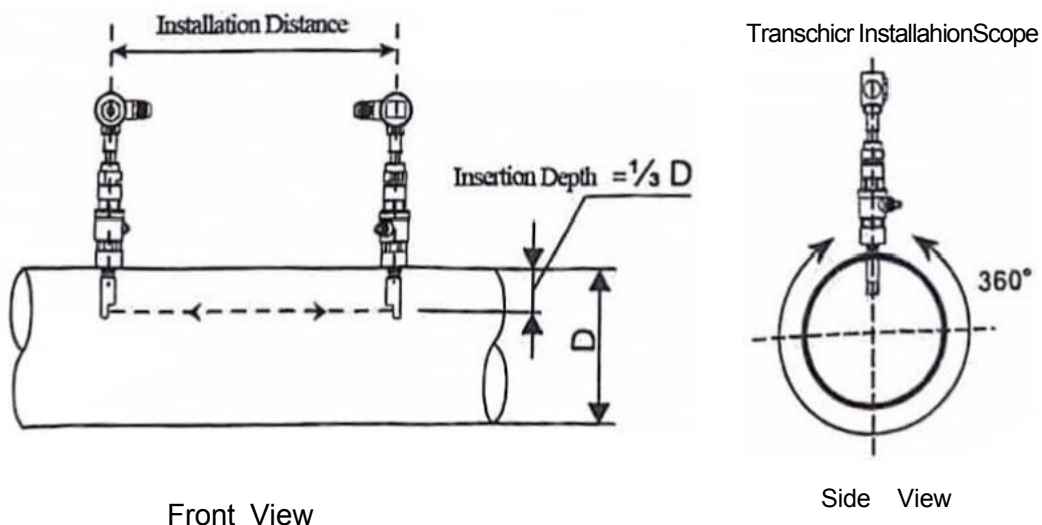 Installation Distance
Transchicr InstallahionScope
Insertion Depth =⅓ D
D
360°
Front View
Side View